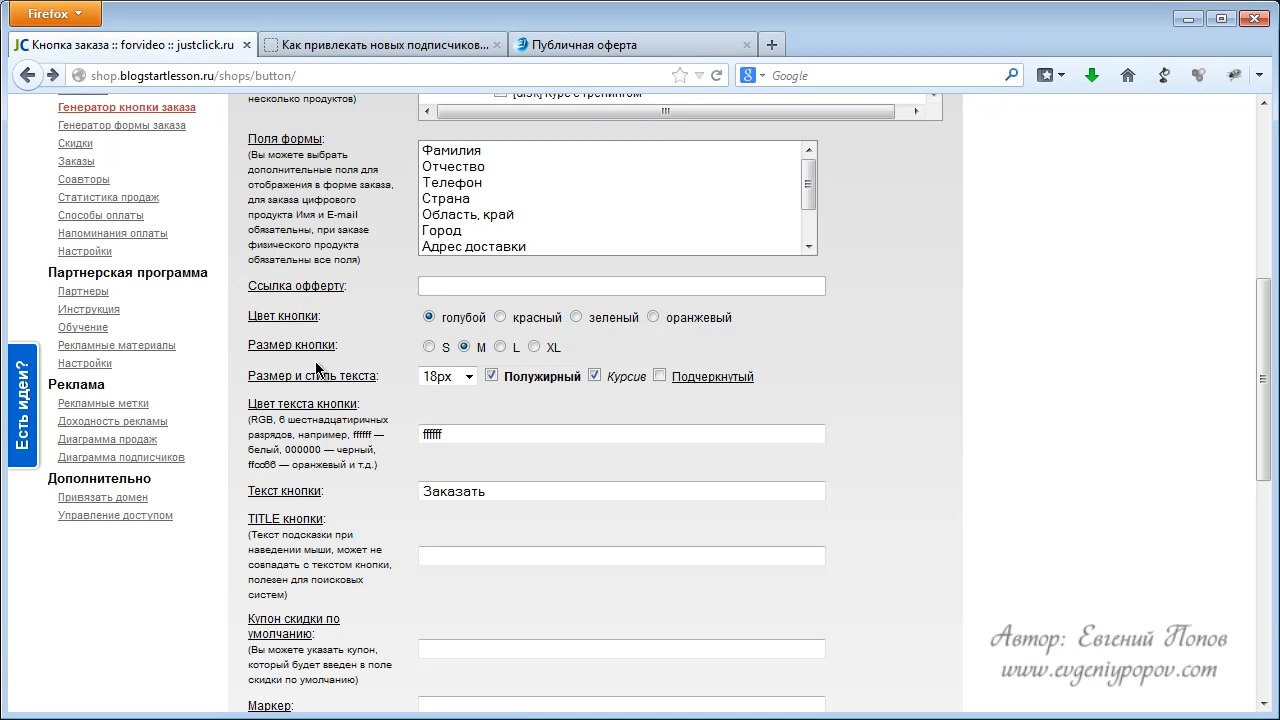 Firefox
Кнопка заказа :: forvideo :: justclick.ru
Как привлекать новых подписчиков...
Публичная оферта
shop.blogstartlesson.ru/shops/button/
Google
Генератор кнопки заказа
Генератор формы заказа
Скидки
Заказы
Соавторы
Статистика продаж
Способы оплаты
Напоминания оплаты
Настройки
Партнерская программа
Партнеры
Инструкция
Обучение
Рекламные материалы
Настройки
Реклама
Рекламные метки
Доходность рекламы
Диаграмма продаж
Диаграмма подписчиков
Дополнительно
Привязать домен
Управление доступом
Есть идеи?
несколько продуктов)
[disk] Курс с тренингом
Поля формы:
(Вы можете выбрать
дополнительные поля для
отображения в форме заказа,
для заказа цифрового
продукта Имя и E-mail
обязательны, при заказе
физического продукта
обязательны все поля)
Фамилия
Отчество
Телефон
Страна
Область, край
Город
Адрес доставки
Ссылка офферту:
Цвет кнопки:
голубой красный зеленый оранжевый
Размер кнопки:
S M L XL
Размер и стиль текста:
18px Полужирный Курсив Подчеркнутый
Цвет текста кнопки:
(RGB, 6 шестнадцатиричных
разрядов, например, ffffff —
белый, 000000 — черный,
ffcc66 — оранжевый и т.д.)
ffffff
Текст кнопки:
Заказать
TITLE кнопки:
(Текст подсказки при
наведении мыши, может не
совпадать с текстом кнопки,
полезен для поисковых
систем)
Купон скидки по
умолчанию:
(Вы можете указать купон,
который будет введен в поле
скидки по умолчанию)
Маркер:
Автор: Евгений Попов
www.evgeniypopov.com